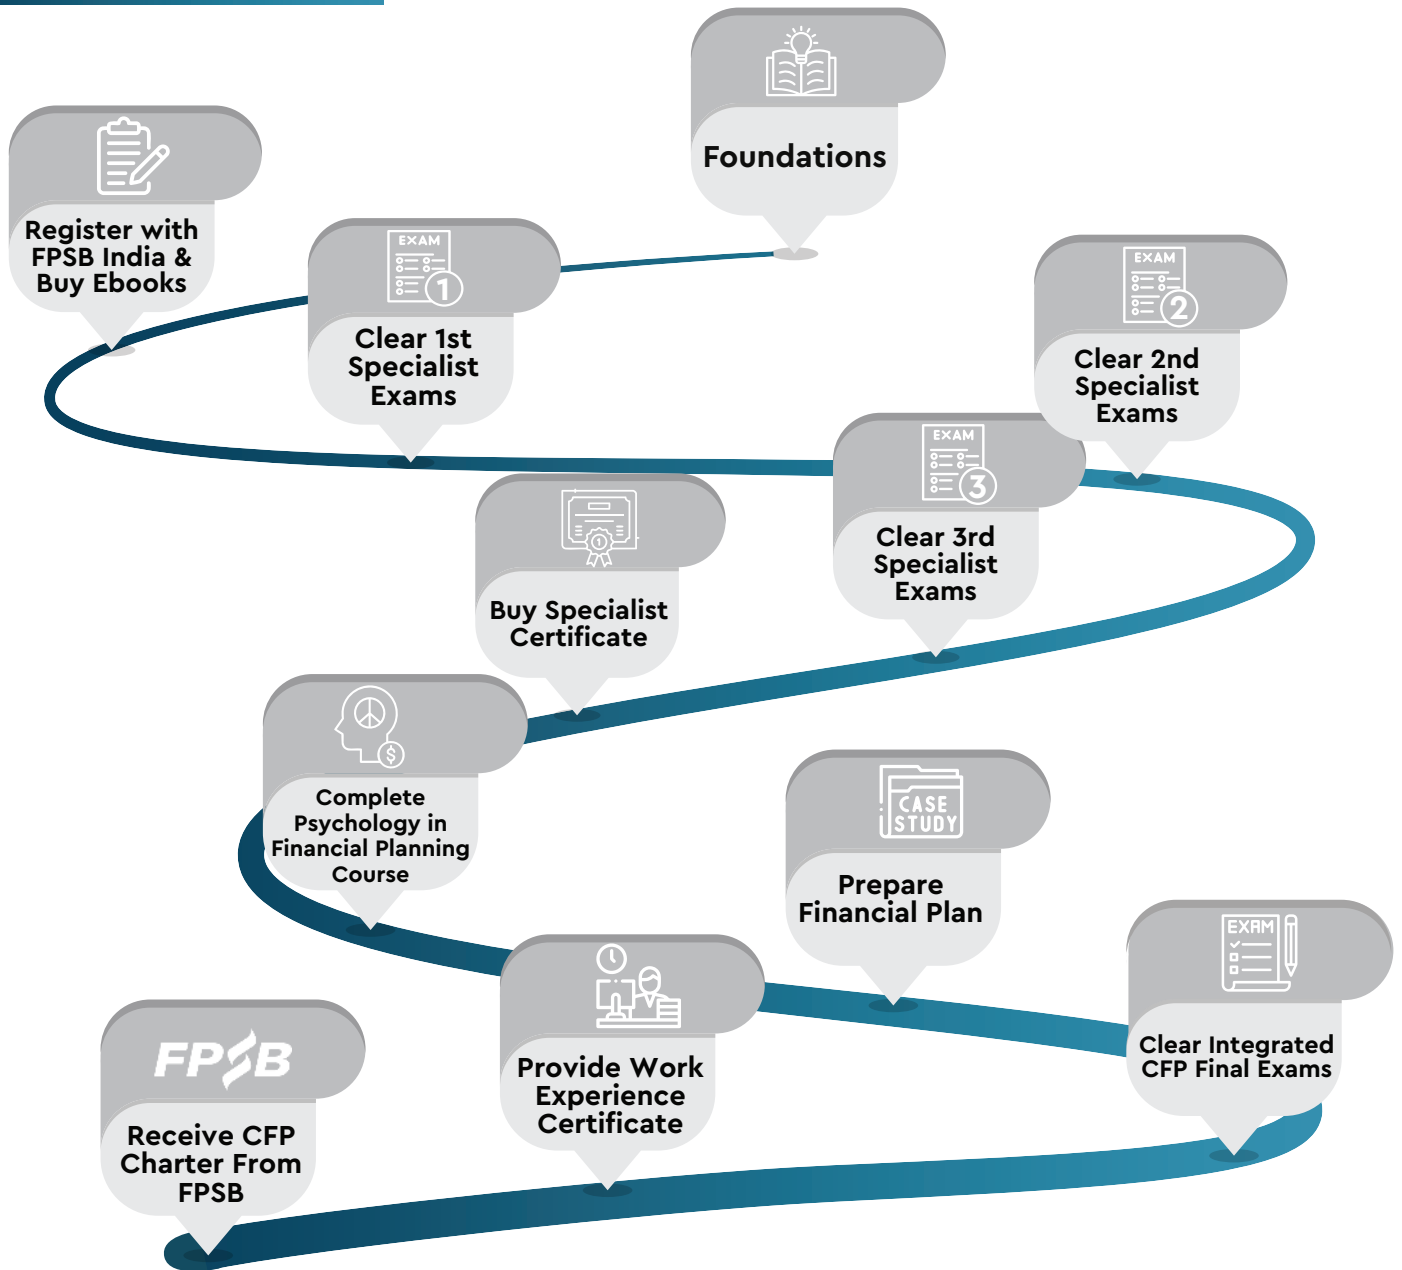 Foundations
Register with
FPSB India &
Buy Ebooks
EXAM
1
Clear 1st
Specialist
Exams
EXAM
2
Clear 2nd
Specialist
Exams
EXAM
3
Clear 3rd
Specialist
Exams
1
Buy Specialist
Certificate
$
Complete
Psychology in
Financial Planning
Course
CASE
STUDY
Prepare
Financial Plan
EXAM
Clear Integrated
CFP Final Exams
Provide Work
Experience
Certificate
FPSB
Receive CFP
Charter From
FPSB